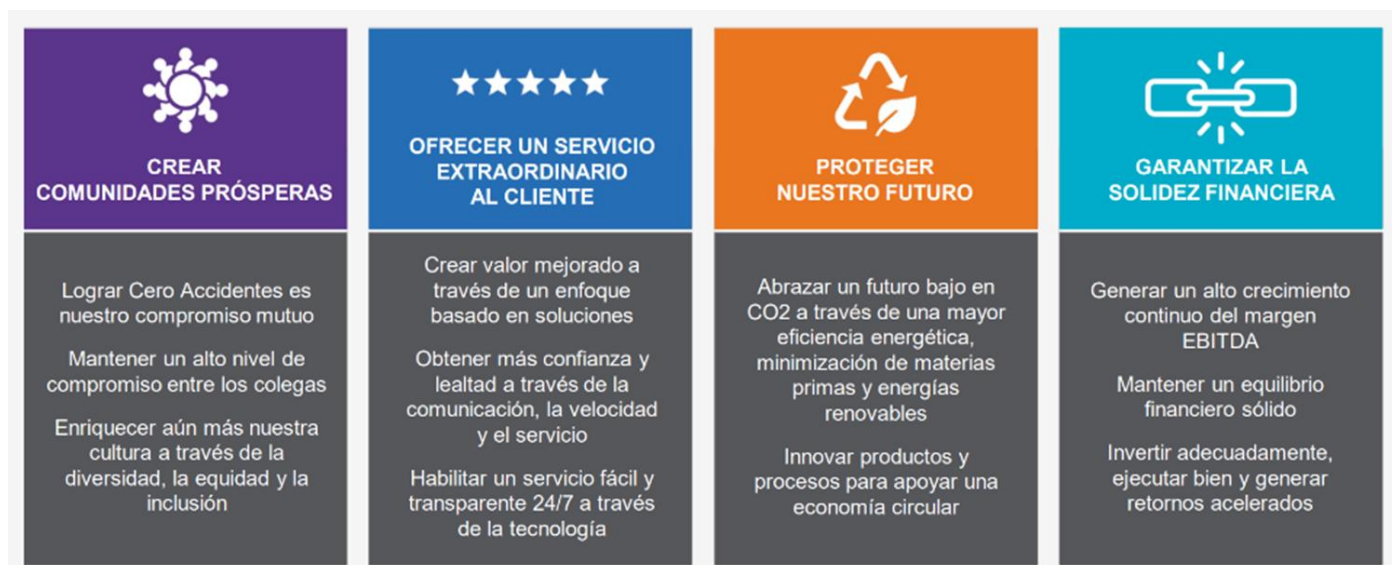 CREAR
COMUNIDADES PRÓSPERAS
Lograr Cero Accidentes es
nuestro compromiso mutuo
Mantener un alto nivel de
compromiso entre los colegas
Enriquecer aún más nuestra
cultura a través de la
diversidad, la equidad y la
inclusión
OFRECER UN SERVICIO
EXTRAORDINARIO
AL CLIENTE
Crear valor mejorado a
través de un enfoque
basado en soluciones
Obtener más confianza y
lealtad a través de la
comunicación, la velocidad
y el servicio
Habilitar un servicio fácil y
transparente 24/7 a través
de la tecnología
PROTEGER
NUESTRO FUTURO
Abrazar un futuro bajo en
CO2 a través de una mayor
eficiencia energética,
minimización de materias
primas y energías
renovables
Innovar productos y
procesos para apoyar una
economía circular
GARANTIZAR LA
SOLIDEZ FINANCIERA
Generar un alto crecimiento
continuo del margen
EBITDA
Mantener un equilibrio
financiero sólido
Invertir adecuadamente,
ejecutar bien y generar
retornos acelerados